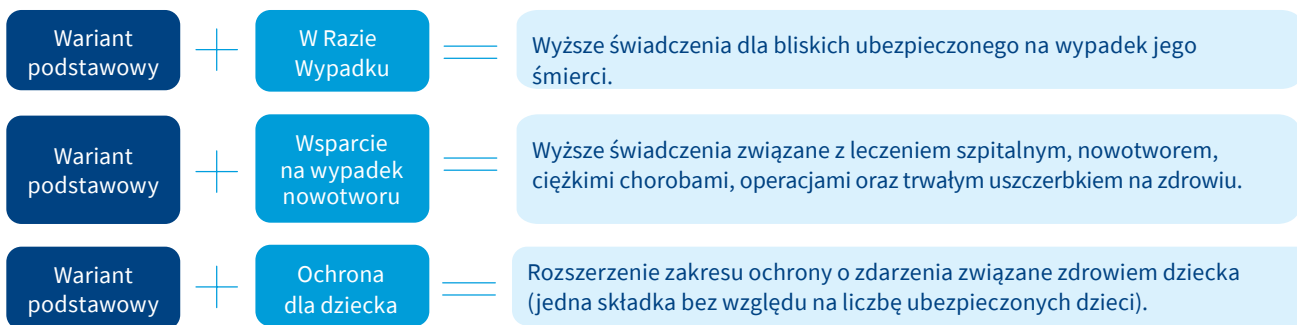 Wariant
podstawowy
W Razie
Wypadku
Wyższe świadczenia dla bliskich ubezpieczonego na wypadek jego
śmierci.
Wariant
podstawowy
Wsparcie
na wypadek
nowotworu
Wyższe świadczenia związane z leczeniem szpitalnym, nowotworem,
ciężkimi chorobami, operacjami oraz trwałym uszczerbkiem na zdrowiu.
Wariant
podstawowy
Ochrona
dla dziecka
Rozszerzenie zakresu ochrony o zdarzenia związane zdrowiem dziecka
(jedna składka bez względu na liczbę ubezpieczonych dzieci).